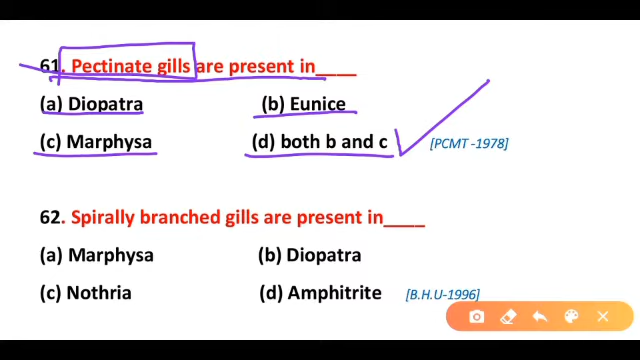 61. Pectinate gills are present in____
(a) Diopatra (b) Eunice
(c) Marphysa (d) both b and c [PCMT -1978]
62. Spirally branched gills are present in____
(a) Marphysa (b) Diopatra
(c) Nothria (d) Amphitrite [B.H.U-1996]